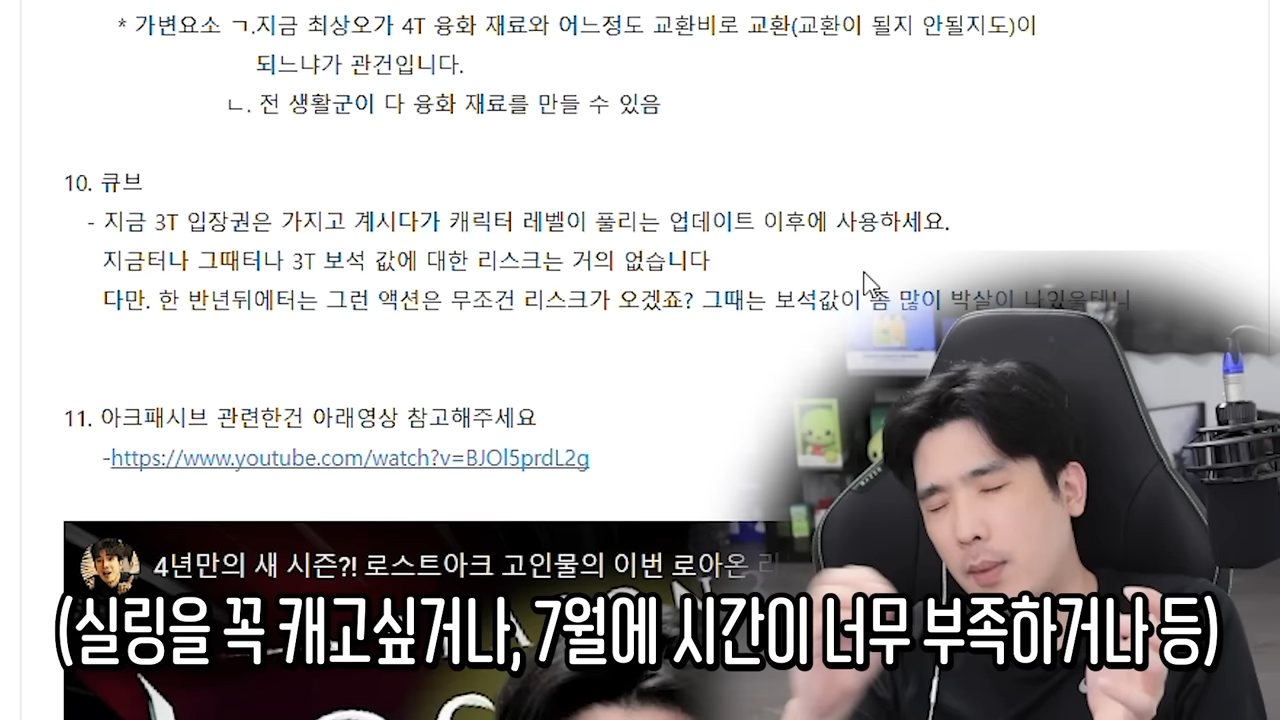 * 가변요소 ㄱ.지금 최상오가 4T 융화 재료와 어느정도 교환비로 교환(교환이 될지 안될지도)이
되느냐가 관건입니다.
ㄴ. 전 생활군이 다 융화 재료를 만들 수 있음
10. 큐브
- 지금 3T 입장권은 가지고 계시다가 캐릭터 레벨이 풀리는 업데이트 이후에 사용하세요.
지금터나 그때터나 3T 보석 값에 대한 리스크는 거의 없습니다
다만. 한 반년뒤에터는 그런 액션은 무조건 리스크가 오겠죠? 그때는 보석값이 좀 많이 박살이
11. 아크패시브 관련한건 아래영상 참고해주세요
-https://www.youtube.com/watch?v=BJOl5prdL2g
4년만의 새 시즌?! 로스트아크 고인물의 이번 로아온
(실링을 꼭 캐고싶거나, 7월에 시간이 너무 부족하거나 등)